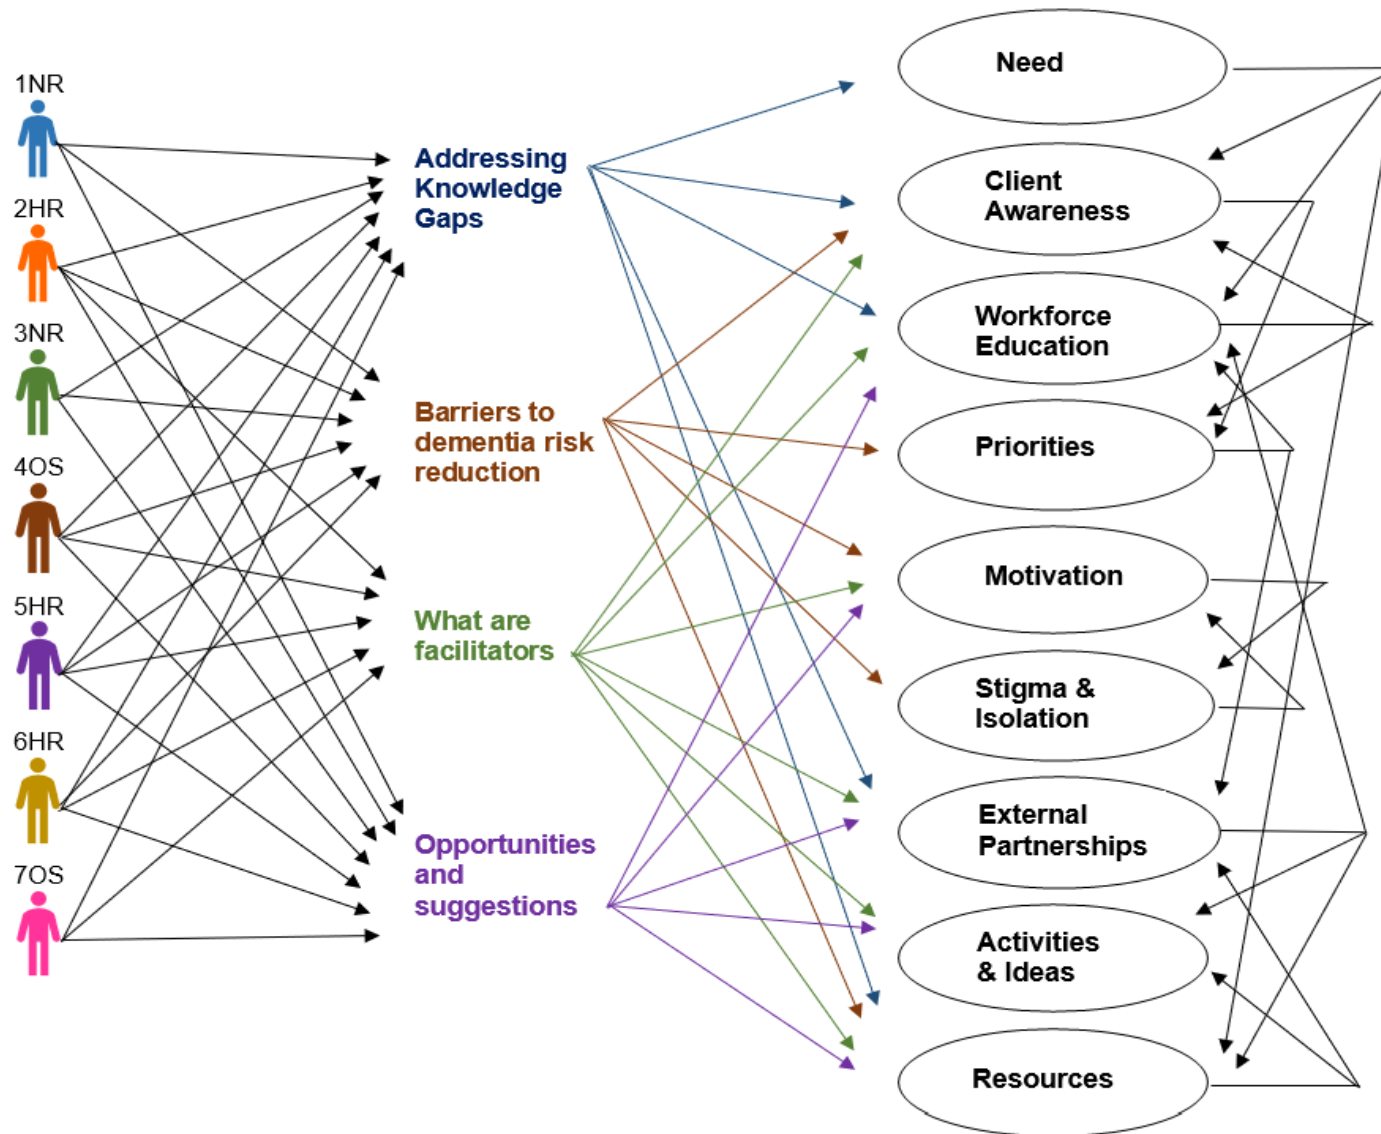 1NR
2HR
3NR
4OS
5HR
6HR
7OS
Addressing
Knowledge
Gaps
Barriers to
dementia risk
reduction
What are
facilitators
Opportunities
and
suggestions
Need
Client
Awareness
Workforce
Education
Priorities
Motivation
Stigma &
Isolation
External
Partnerships
Activities
& Ideas
Resources